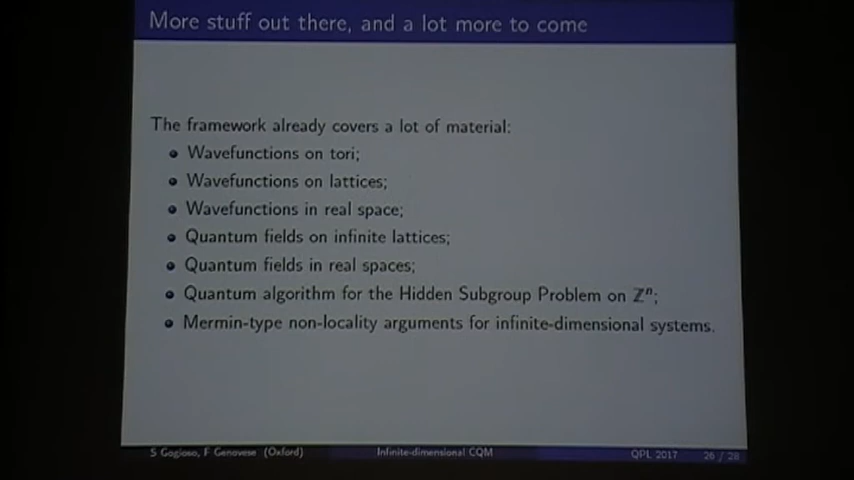 More stuff out there, and a lot more to come
The framework already covers a lot of material:
• Wavefunctions on tori;
• Wavefunctions on lattices;
• Wavefunctions in real space;
• Quantum fields on infinite lattices;
• Quantum fields in real spaces;
• Quantum algorithm for the Hidden Subgroup Problem on ℤⁿ;
• Mermin-type non-locality arguments for infinite-dimensional systems.
S Gogioso, F Genovese (Oxford) Infinite-dimensional CQM QPL 2017 26 / 28